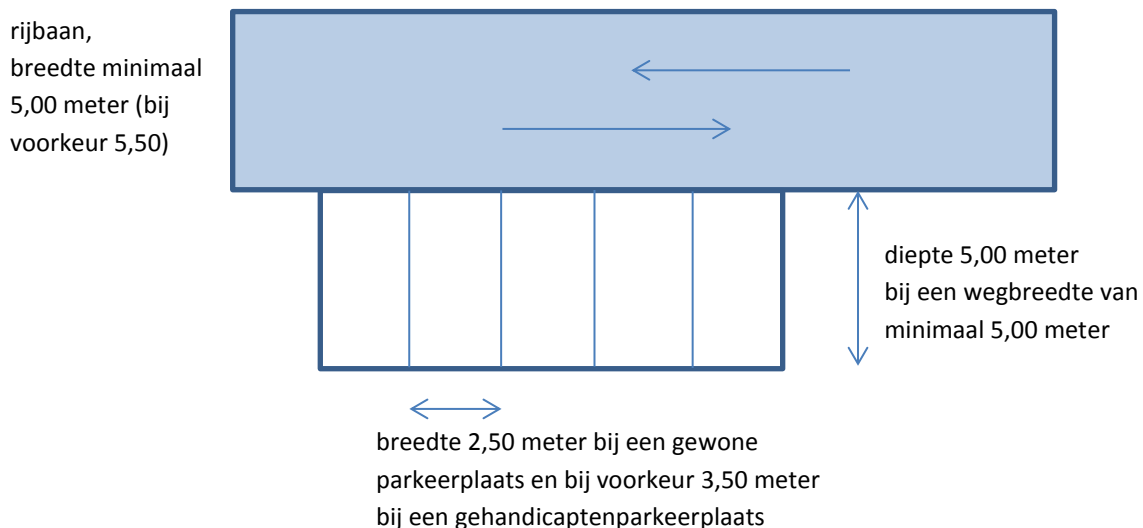 rijbaan,
breedte minimaal
5,00 meter (bij
voorkeur 5,50)
diepte 5,00 meter
bij een wegbreedte van
minimaal 5,00 meter
breedte 2,50 meter bij een gewone
parkeerplaats en bij voorkeur 3,50 meter
bij een gehandicaptenparkeerplaats